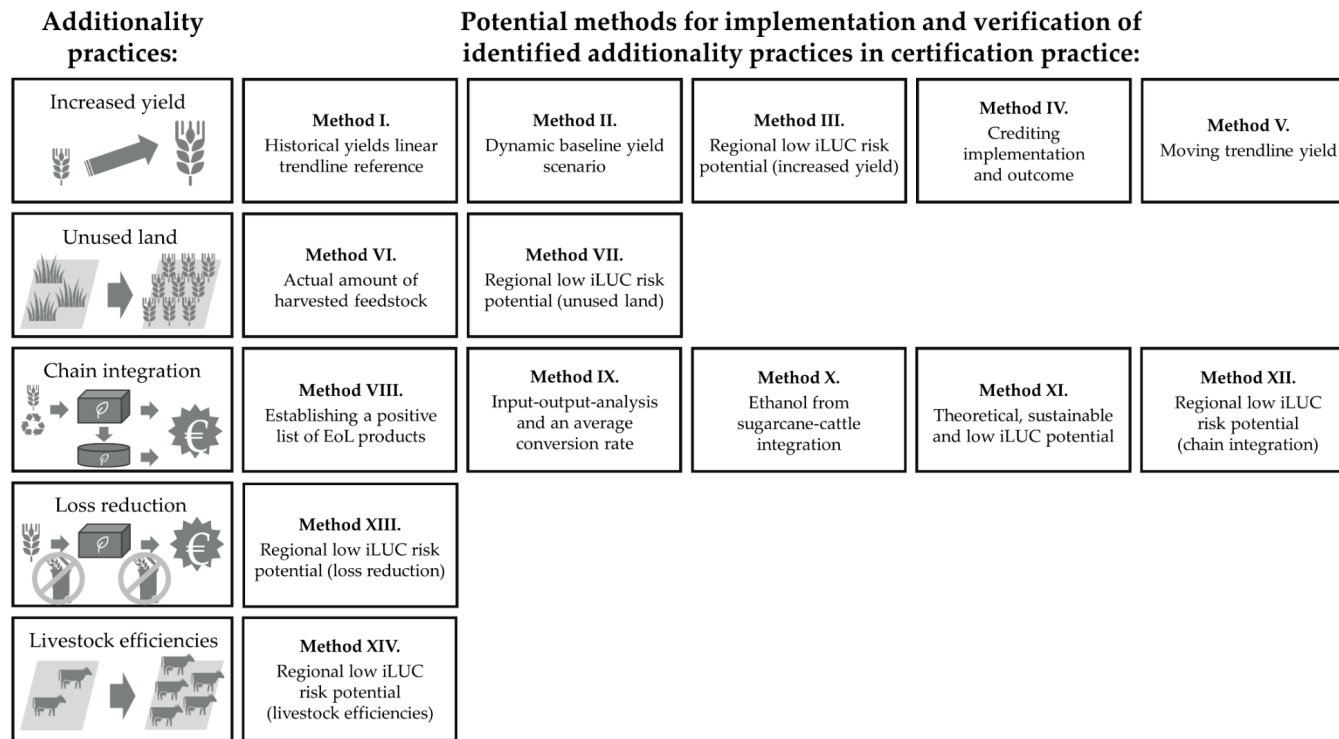 Additionality
practices:
Potential methods for implementation and verification of
identified additionality practices in certification practice:
Increased yield
Method I.
Historical yields linear
trendline reference
Method II.
Dynamic baseline yield
scenario
Method III.
Regional low iLUC risk
potential (increased yield)
Method IV.
Crediting
implementation
and outcome
Method V.
Moving trendline yield
Unused land
Method VI.
Actual amount of
harvested feedstock
Method VII.
Regional low iLUC risk
potential (unused land)
Chain integration
€
Method VIII.
Establishing a positive
list of EoL products
Method IX.
Input-output-analysis
and an average
conversion rate
Method X.
Ethanol from
sugarcane-cattle
integration
Method XI.
Theoretical, sustainable
and low iLUC potential
Method XII.
Regional low iLUC
risk potential
(chain integration)
Loss reduction
€
Method XIII.
Regional low iLUC risk
potential (loss reduction)
Livestock efficiencies
Method XIV.
Regional low iLUC
risk potential
(livestock efficiencies)